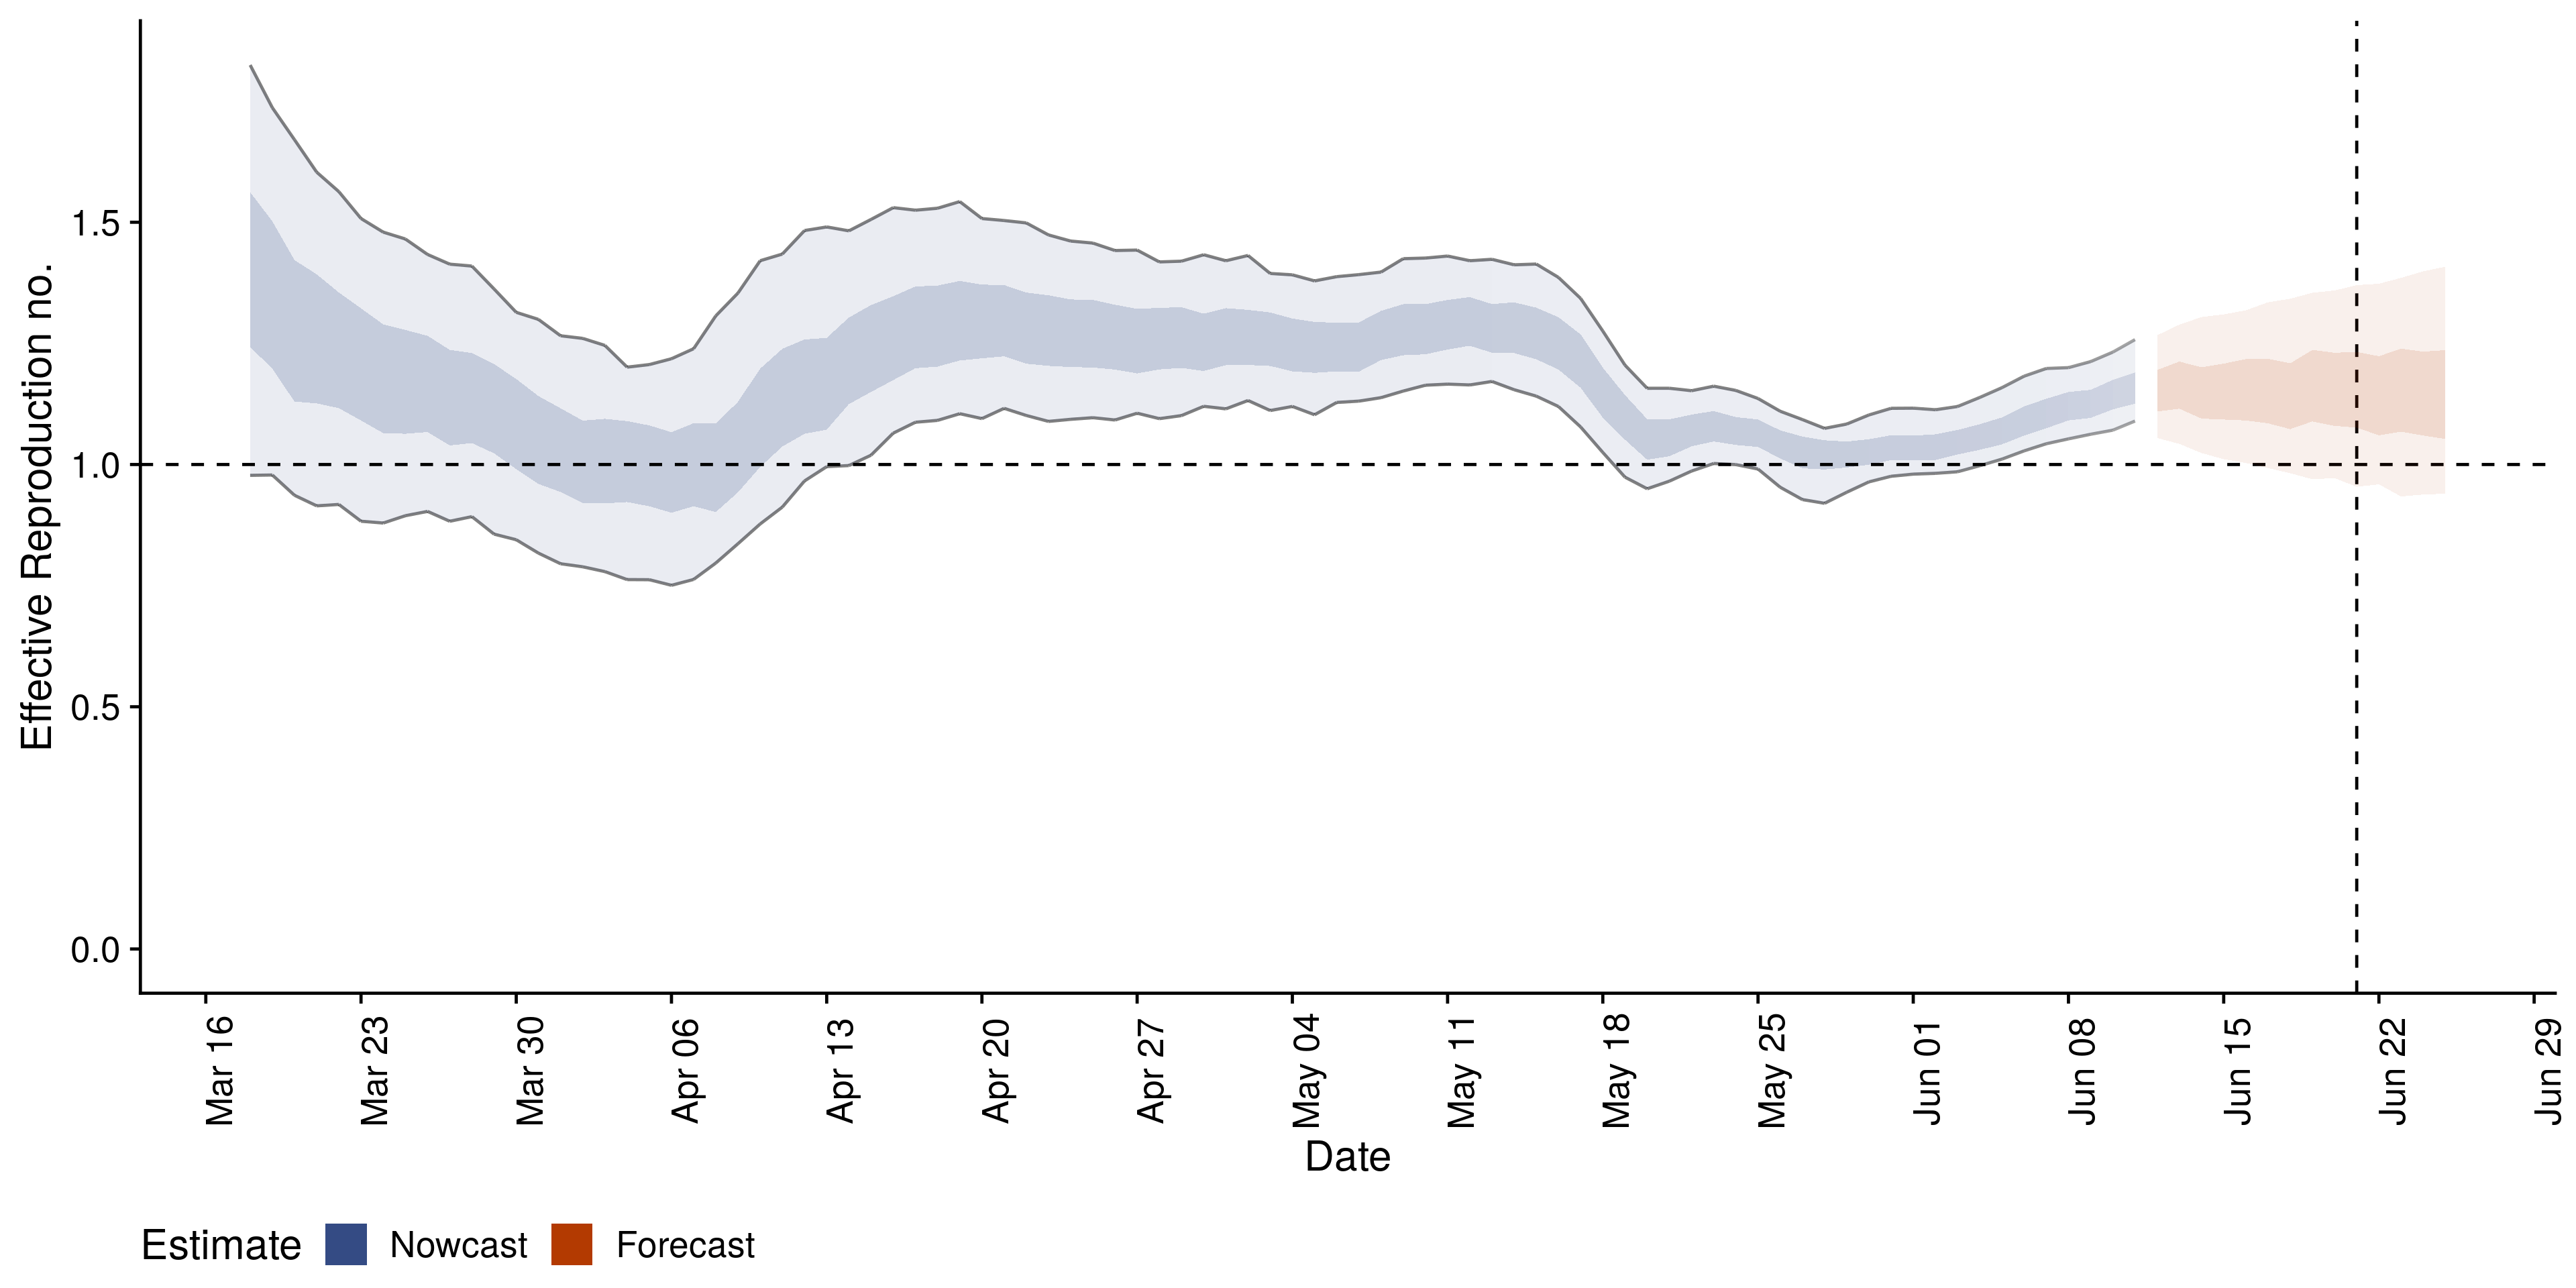 Effective Reproduction no.
1.5
1.0
0.5
0.0
Mar 16
Mar 23
Mar 30
Apr 06
Apr 13
Apr 20
Apr 27
May 04
May 11
May 18
May 25
Jun 01
Jun 08
Jun 15
Jun 22
Jun 29
Date
Estimate Nowcast Forecast